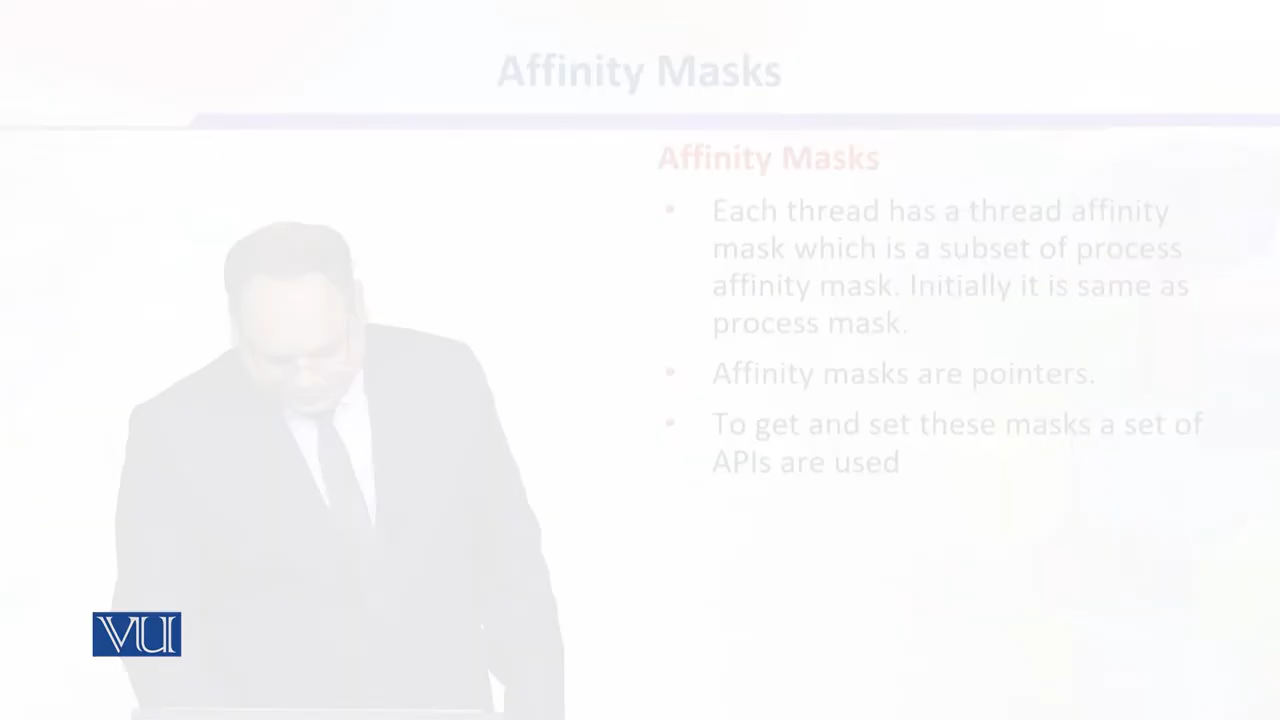 Affinity Masks
Affinity Masks
• Each thread has a thread affinity
mask which is a subset of process
affinity mask. Initially it is same as
process mask.
• Affinity masks are pointers.
• To get and set these masks a set of
APIs are used
VU